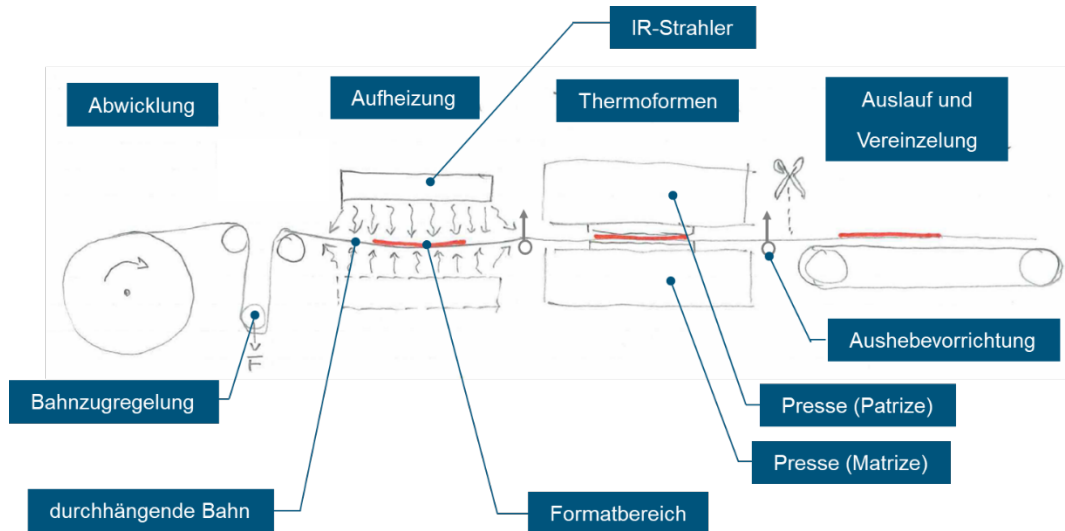 IR-Strahler
Abwicklung
Aufheizung
Thermoformen
Auslauf und
Vereinzelung
F
Aushebevorrichtung
Bahnzugregelung
Presse (Patrize)
Presse (Matrize)
durchhängende Bahn
Formatbereich